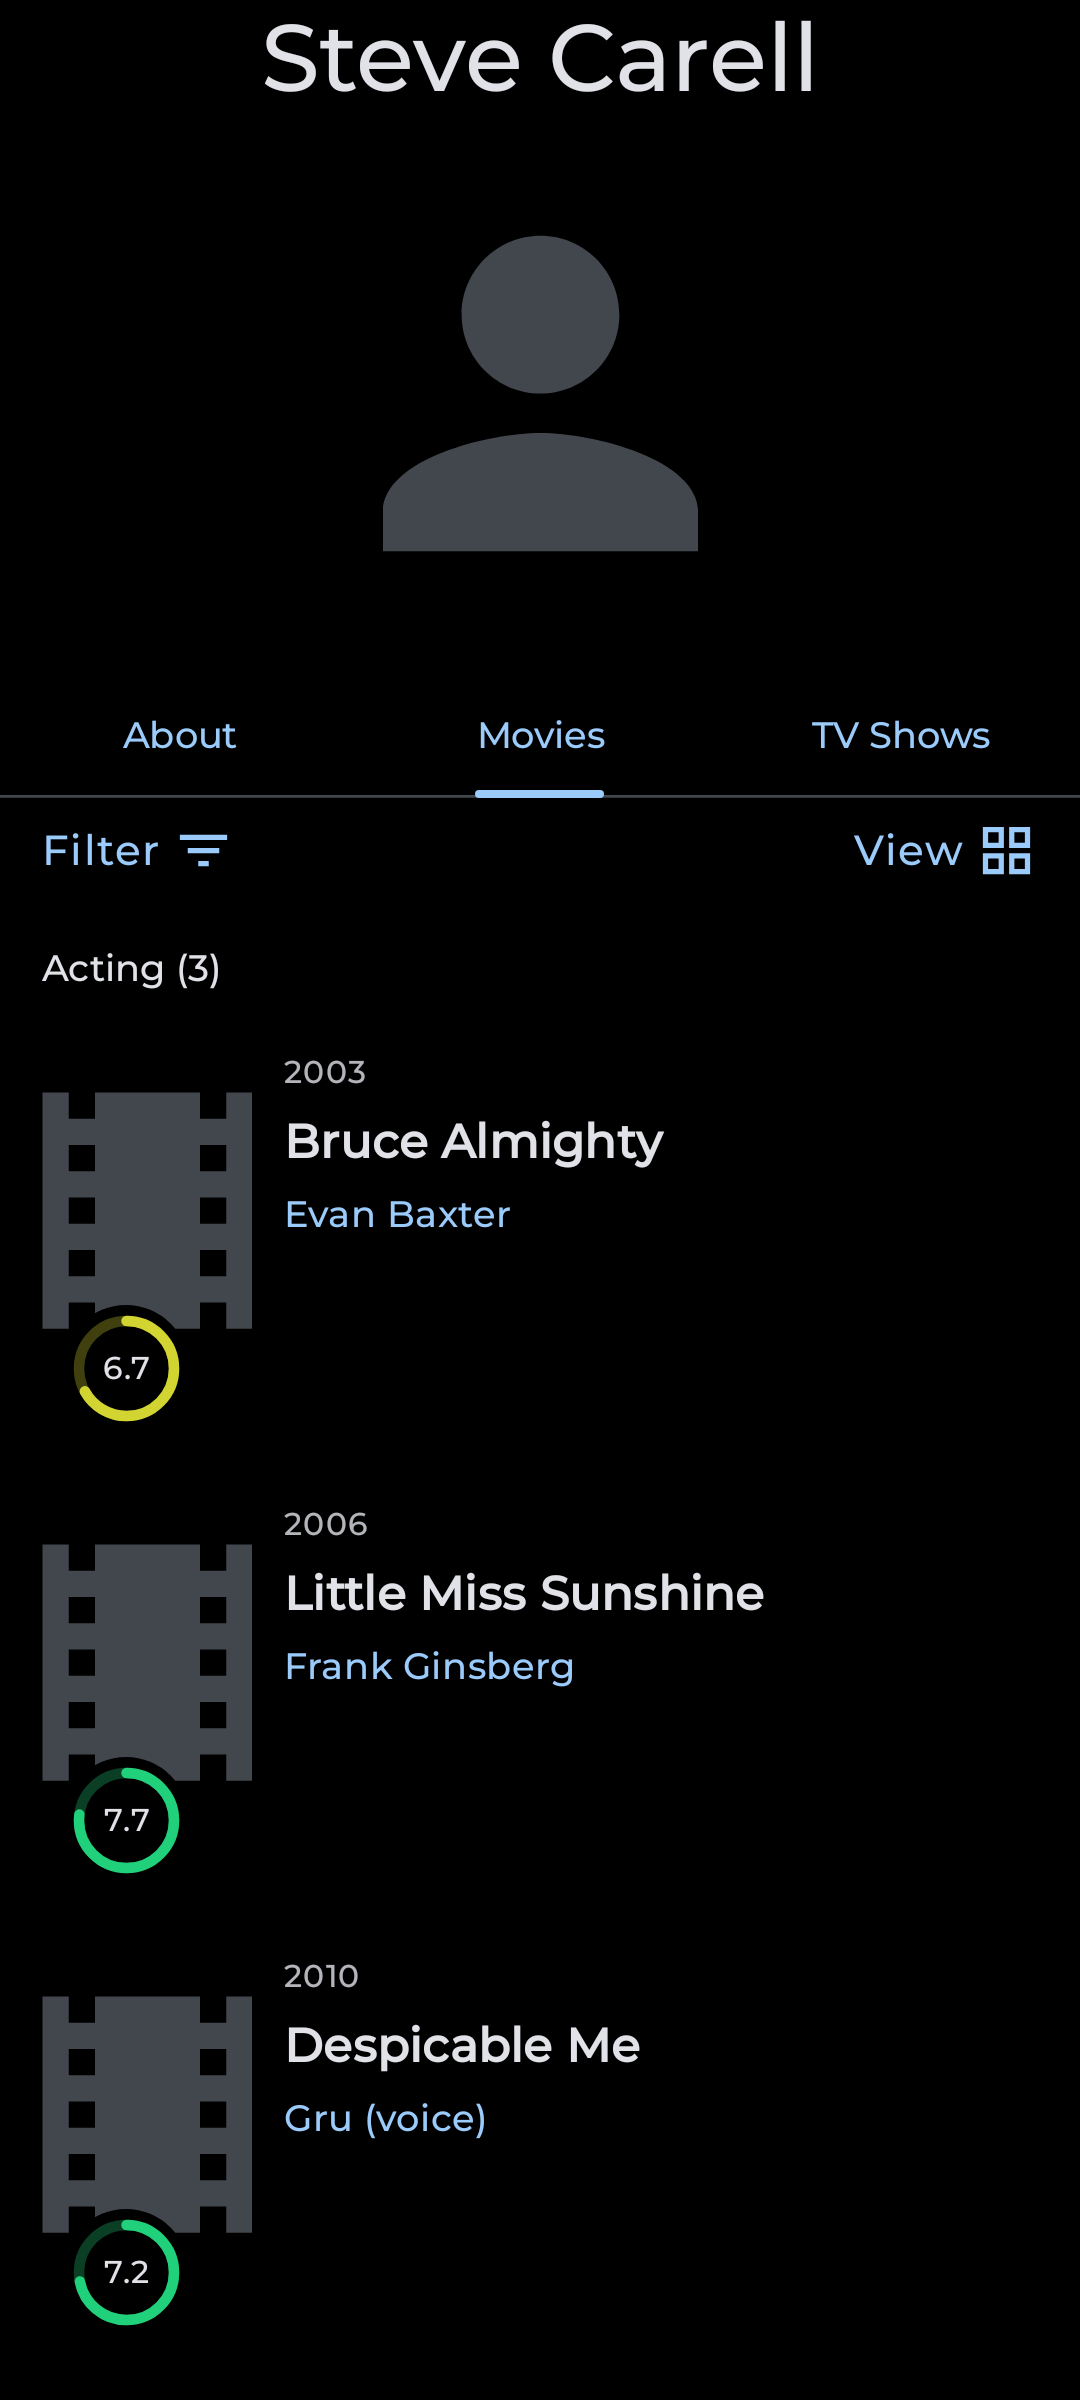 Steve Carell
About Movies TV Shows
Filter View
Acting (3)
2003
Bruce Almighty
Evan Baxter
6.7
2006
Little Miss Sunshine
Frank Ginsberg
7.7
2010
Despicable Me
Gru (voice)
7.2